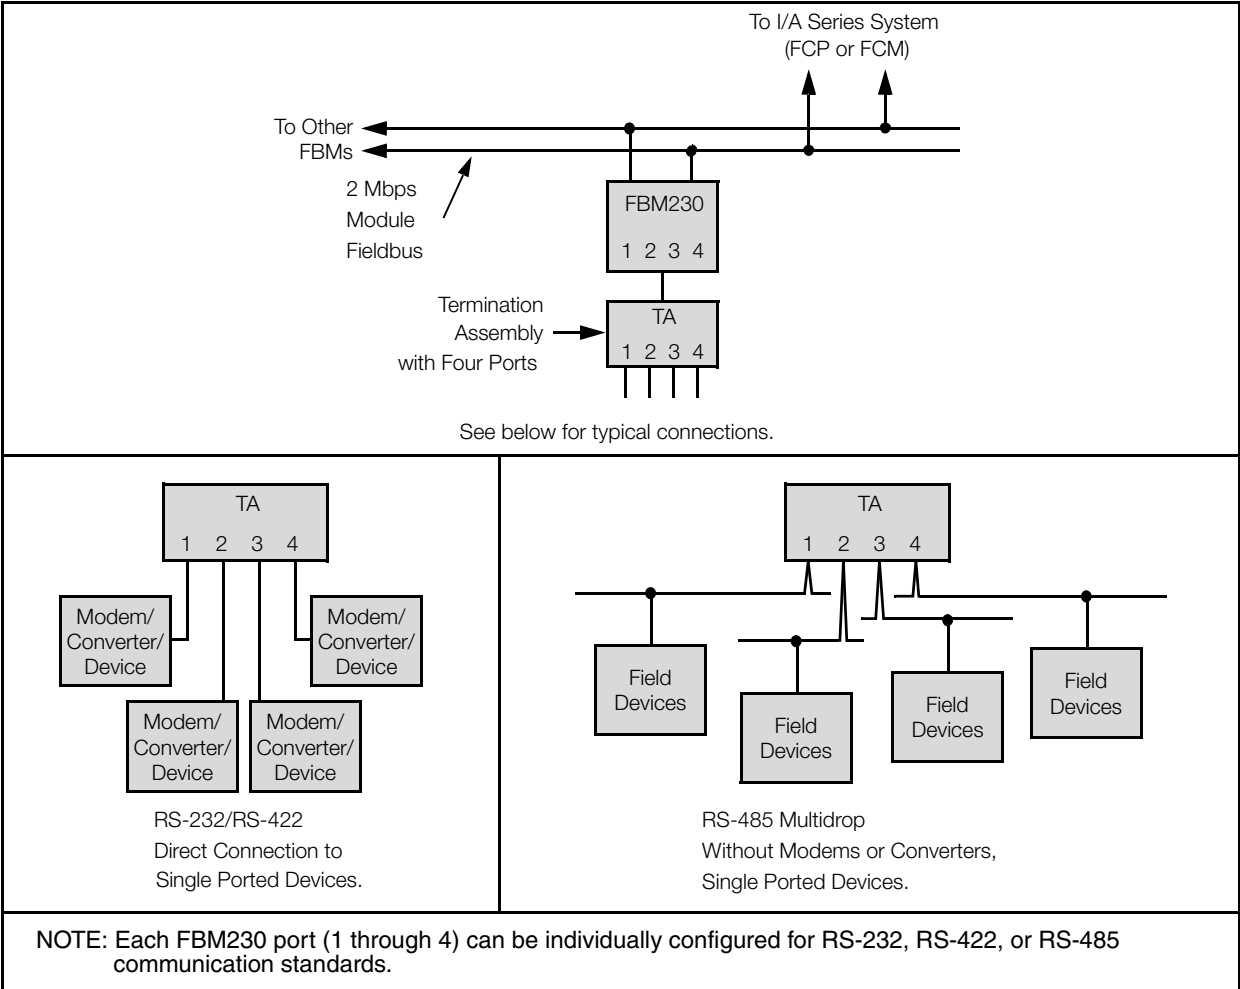 To I/A Series System
(FCP or FCM)
To Other
FBMs
2 Mbps
Module
Fieldbus
FBM230
1 2 3 4
Termination
Assembly
with Four Ports
TA
1 2 3 4
See below for typical connections.
TA
1 2 3 4
Modem/
Converter/
Device
Modem/
Converter/
Device
Modem/
Converter/
Device
Modem/
Converter/
Device
RS-232/RS-422
Direct Connection to
Single Ported Devices.
TA
1 2 3 4
Field
Devices
Field
Devices
Field
Devices
Field
Devices
RS-485 Multidrop
Without Modems or Converters,
Single Ported Devices.
NOTE: Each FBM230 port (1 through 4) can be individually configured for RS-232, RS-422, or RS-485
communication standards.